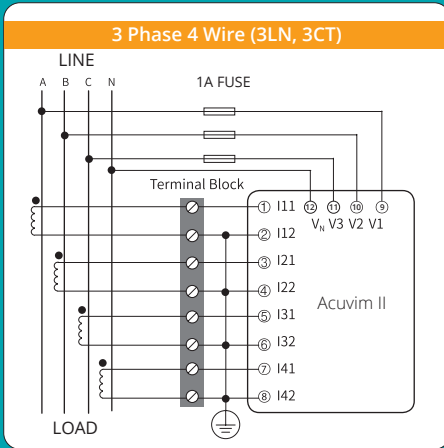 3 Phase 4 Wire (3LN, 3CT)
LINE
A B C N
1A FUSE
Terminal Block
① I11
② I12
③ I21
④ I22
⑤ I31
⑥ I32
⑦ I41
⑧ I42
⑫ ⑪ ⑩ ⑨
VN V3 V2 V1
Acuvim II
LOAD